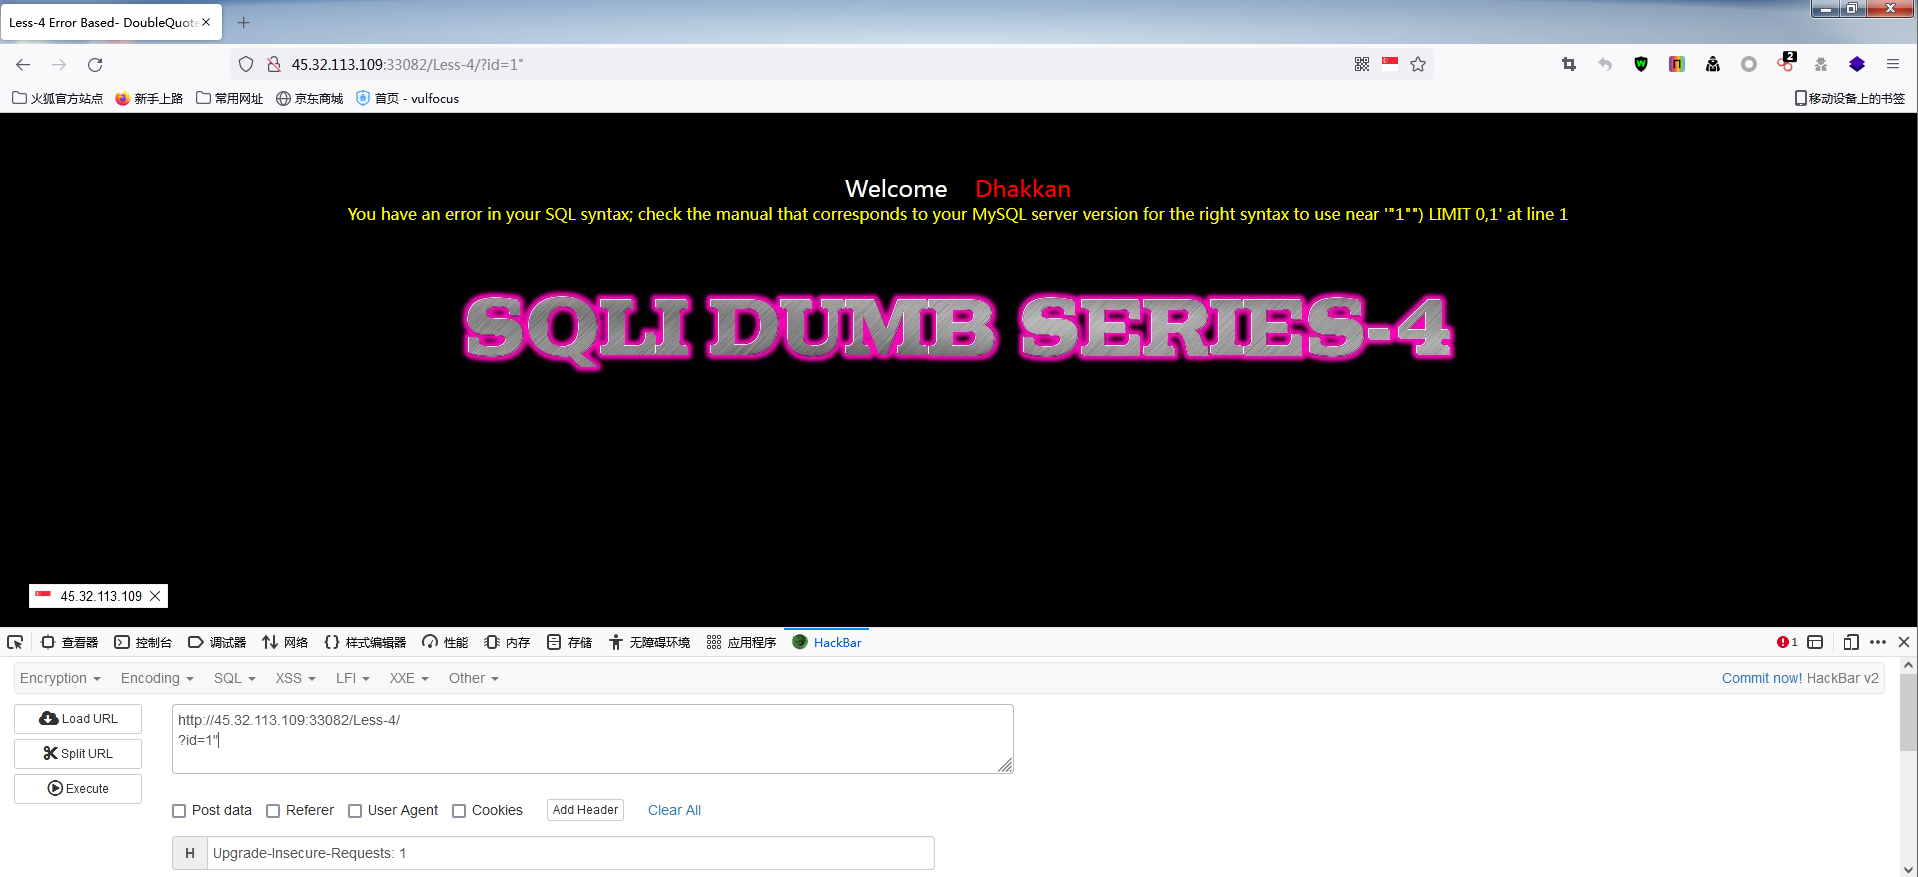 Less-4 Error Based- DoubleQuote
45.32.113.109:33082/Less-4/?id=1"
2
火狐官方站点 新手上路 常用网址 京东商城 首页 - vulfocus 移动设备上的书签
Welcome Dhakkan
You have an error in your SQL syntax; check the manual that corresponds to your MySQL server version for the right syntax to use near '"1"") LIMIT 0,1' at line 1
SQLI DUMB SERIES-4
45.32.113.109
查看器 控制台 调试器 网络 样式编辑器 性能 内存 存储 无障碍环境 应用程序 HackBar 1
Encryption Encoding SQL XSS LFI XXE Other Commit now! HackBar v2
Load URL
http://45.32.113.109:33082/Less-4/
?id=1"
Split URL
Execute
Post data Referer User Agent Cookies Add Header Clear All
H Upgrade-Insecure-Requests: 1